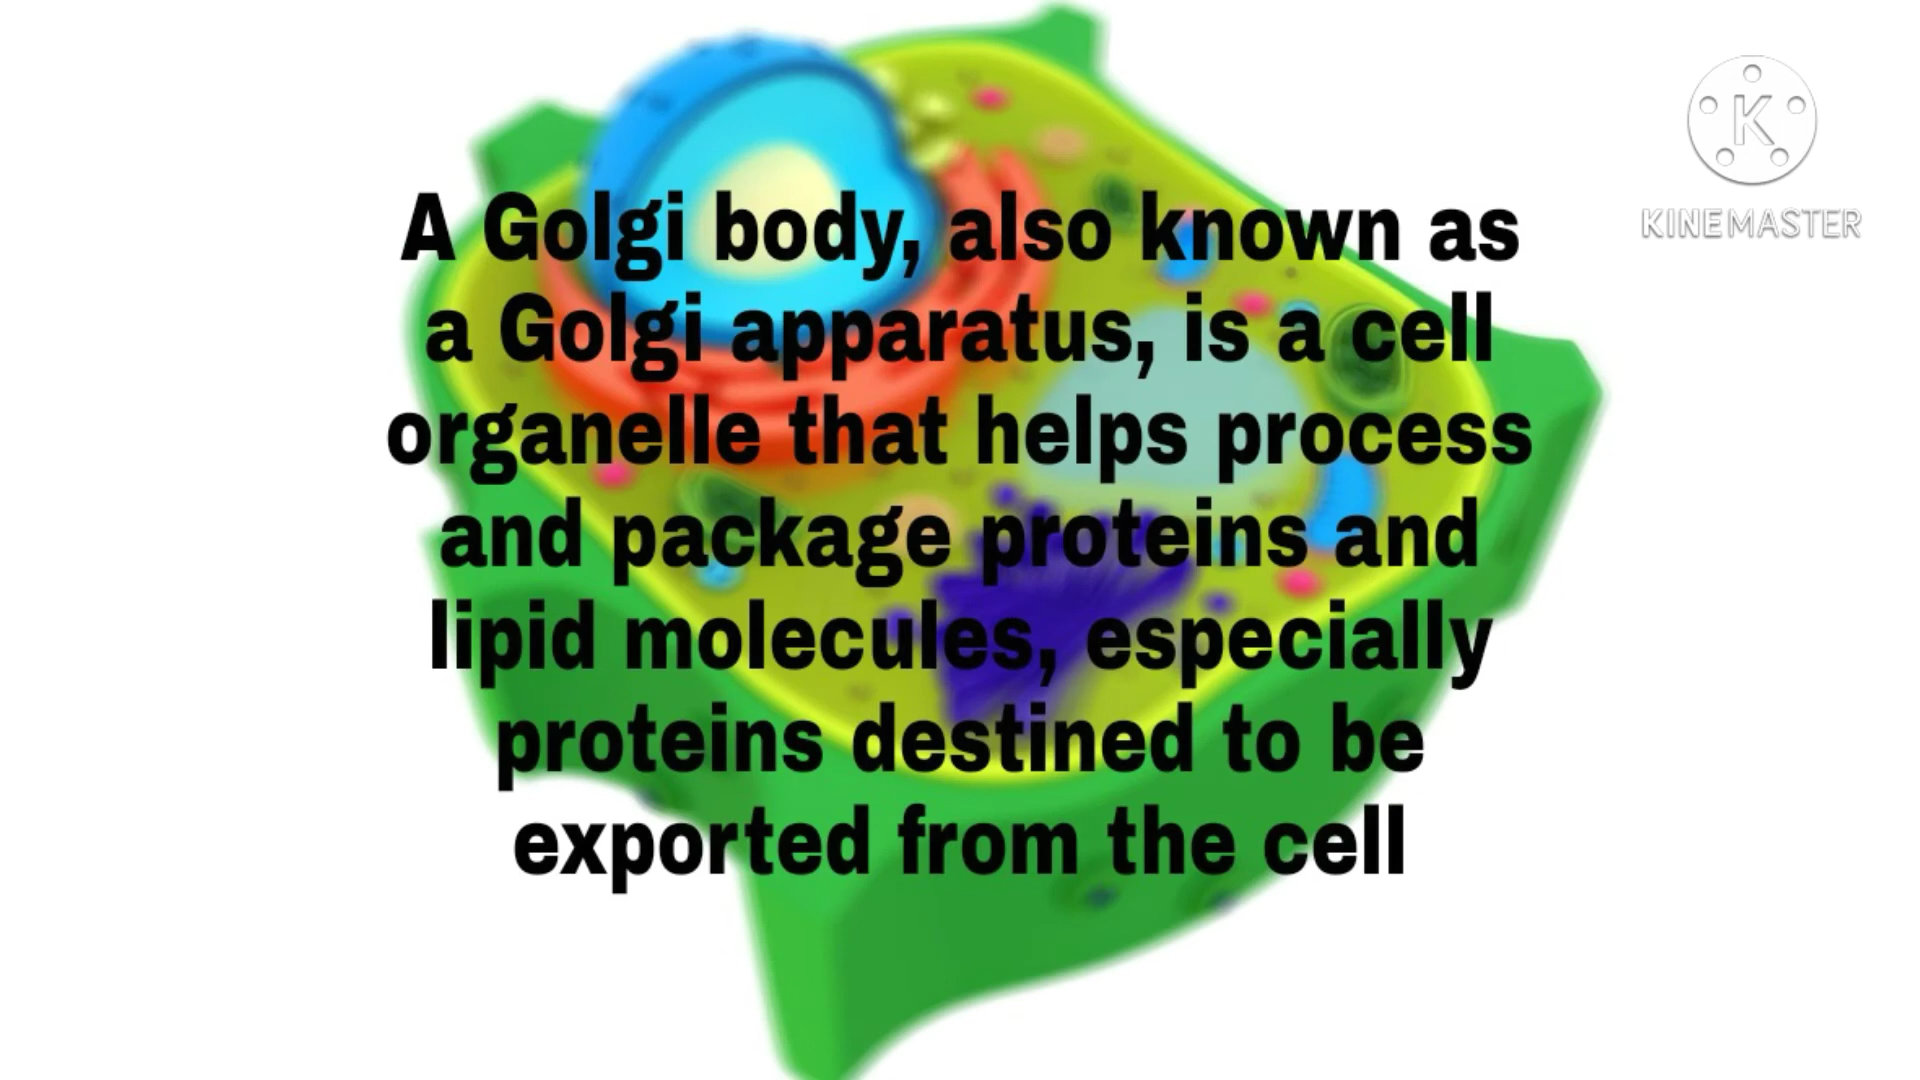 A Golgi body, also known as
a Golgi apparatus, is a cell
organelle that helps process
and package proteins and
lipid molecules, especially
proteins destined to be
exported from the cell
K
KINEMASTER